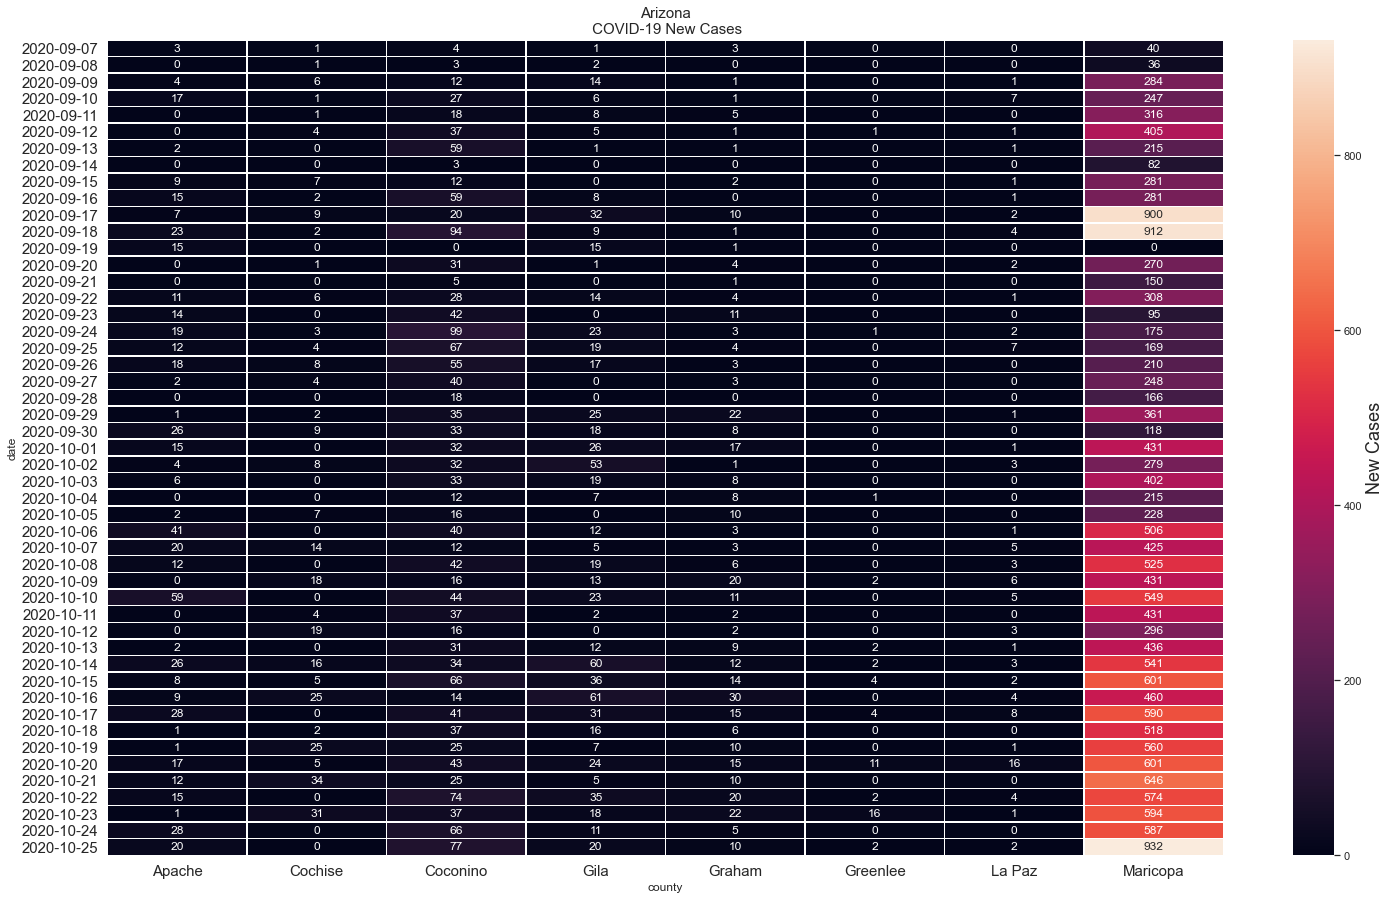 Arizona
COVID-19 New Cases
2020-09-07 3 1 4 1 3 0 0 40
2020-09-08 0 1 3 2 0 0 0 36
2020-09-09 4 6 12 14 1 0 1 284
2020-09-10 17 1 27 6 1 0 7 247
2020-09-11 0 1 18 8 5 0 0 316
2020-09-12 0 4 37 5 1 1 1 405
2020-09-13 2 0 59 1 1 0 1 215
2020-09-14 0 0 3 0 0 0 0 82
2020-09-15 9 7 12 0 2 0 1 281
2020-09-16 15 2 59 8 0 0 1 281
2020-09-17 7 9 20 32 10 0 2 900
2020-09-18 23 2 94 9 1 0 4 912
2020-09-19 15 0 0 15 1 0 0 0
2020-09-20 0 1 31 1 4 0 2 270
2020-09-21 0 0 5 0 1 0 0 150
2020-09-22 11 6 28 14 4 0 1 308
2020-09-23 14 0 42 0 11 0 0 95
2020-09-24 19 3 99 23 3 1 2 175
2020-09-25 12 4 67 19 4 0 7 169
2020-09-26 18 8 55 17 3 0 0 210
2020-09-27 2 4 40 0 3 0 0 248
2020-09-28 0 0 18 0 0 0 0 166
2020-09-29 1 2 35 25 22 0 1 361
2020-09-30 26 9 33 18 8 0 0 118
2020-10-01 15 0 32 26 17 0 1 431
2020-10-02 4 8 32 53 1 0 3 279
2020-10-03 6 0 33 19 8 0 0 402
2020-10-04 0 0 12 7 8 1 0 215
2020-10-05 2 7 16 0 10 0 0 228
2020-10-06 41 0 40 12 3 0 1 506
2020-10-07 20 14 12 5 3 0 5 425
2020-10-08 12 0 42 19 6 0 3 525
2020-10-09 0 18 16 13 20 2 6 431
2020-10-10 59 0 44 23 11 0 5 549
2020-10-11 0 4 37 2 2 0 0 431
2020-10-12 0 19 16 0 2 0 3 296
2020-10-13 2 0 31 12 9 2 1 436
2020-10-14 26 16 34 60 12 2 3 541
2020-10-15 8 5 66 36 14 4 2 601
2020-10-16 9 25 14 61 30 0 4 460
2020-10-17 28 0 41 31 15 4 8 590
2020-10-18 1 2 37 16 6 0 0 518
2020-10-19 1 25 25 7 10 0 1 560
2020-10-20 17 5 43 24 15 11 16 601
2020-10-21 12 34 25 5 10 0 0 646
2020-10-22 15 0 74 35 20 2 4 574
2020-10-23 1 31 37 18 22 16 1 594
2020-10-24 28 0 66 11 5 0 0 587
2020-10-25 20 0 77 20 10 2 2 932
Apache Cochise Coconino Gila Graham Greenlee La Paz Maricopa
county
date
800
600
400
200
0
New Cases